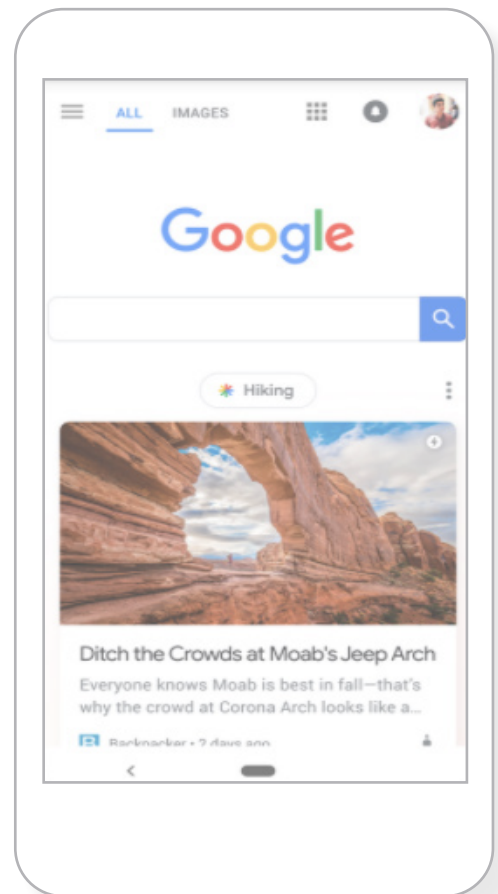 ALL IMAGES
Google
Hiking
Ditch the Crowds at Moab's Jeep Arch
Everyone knows Moab is best in fall—that's
why the crowd at Corona Arch looks like a...
Backpacker • 2 days ago